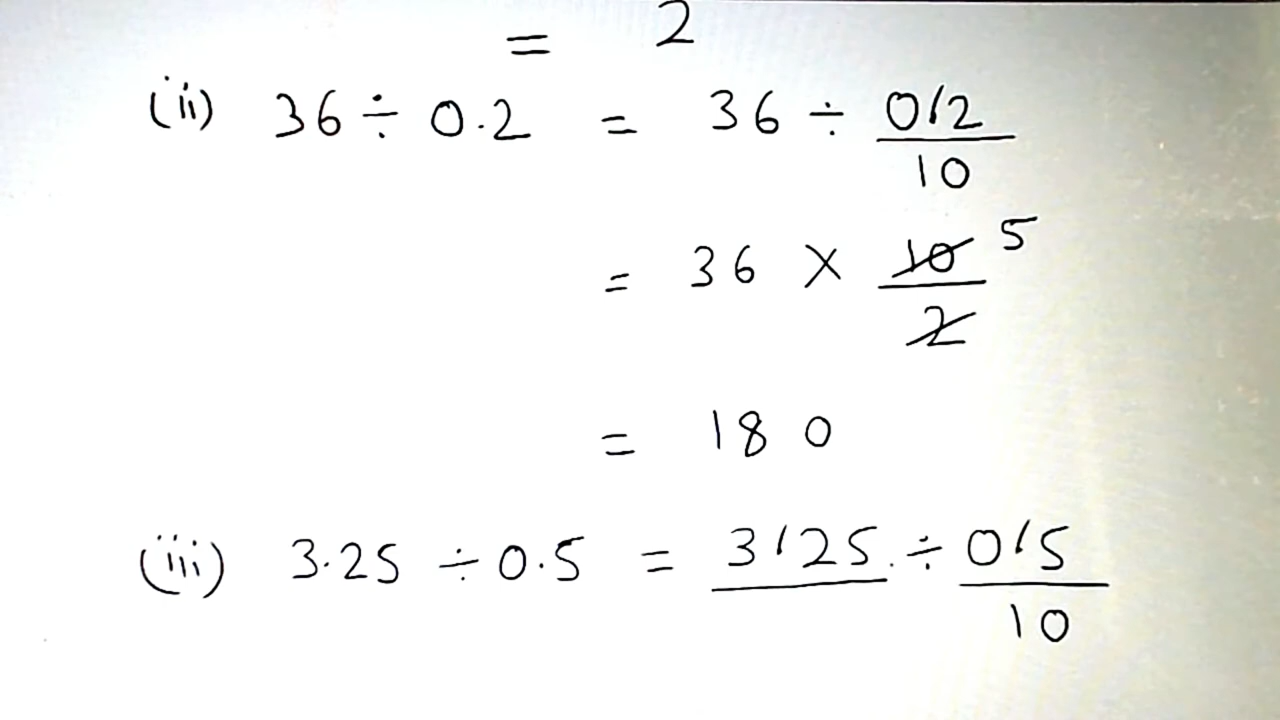 = 2
(ii) 36 ÷ 0.2 = 36 ÷ 0/2
10
= 36 × 10 5
2
= 180
(iii) 3.25 ÷ 0.5 = 3/25 ÷ 0/5
10